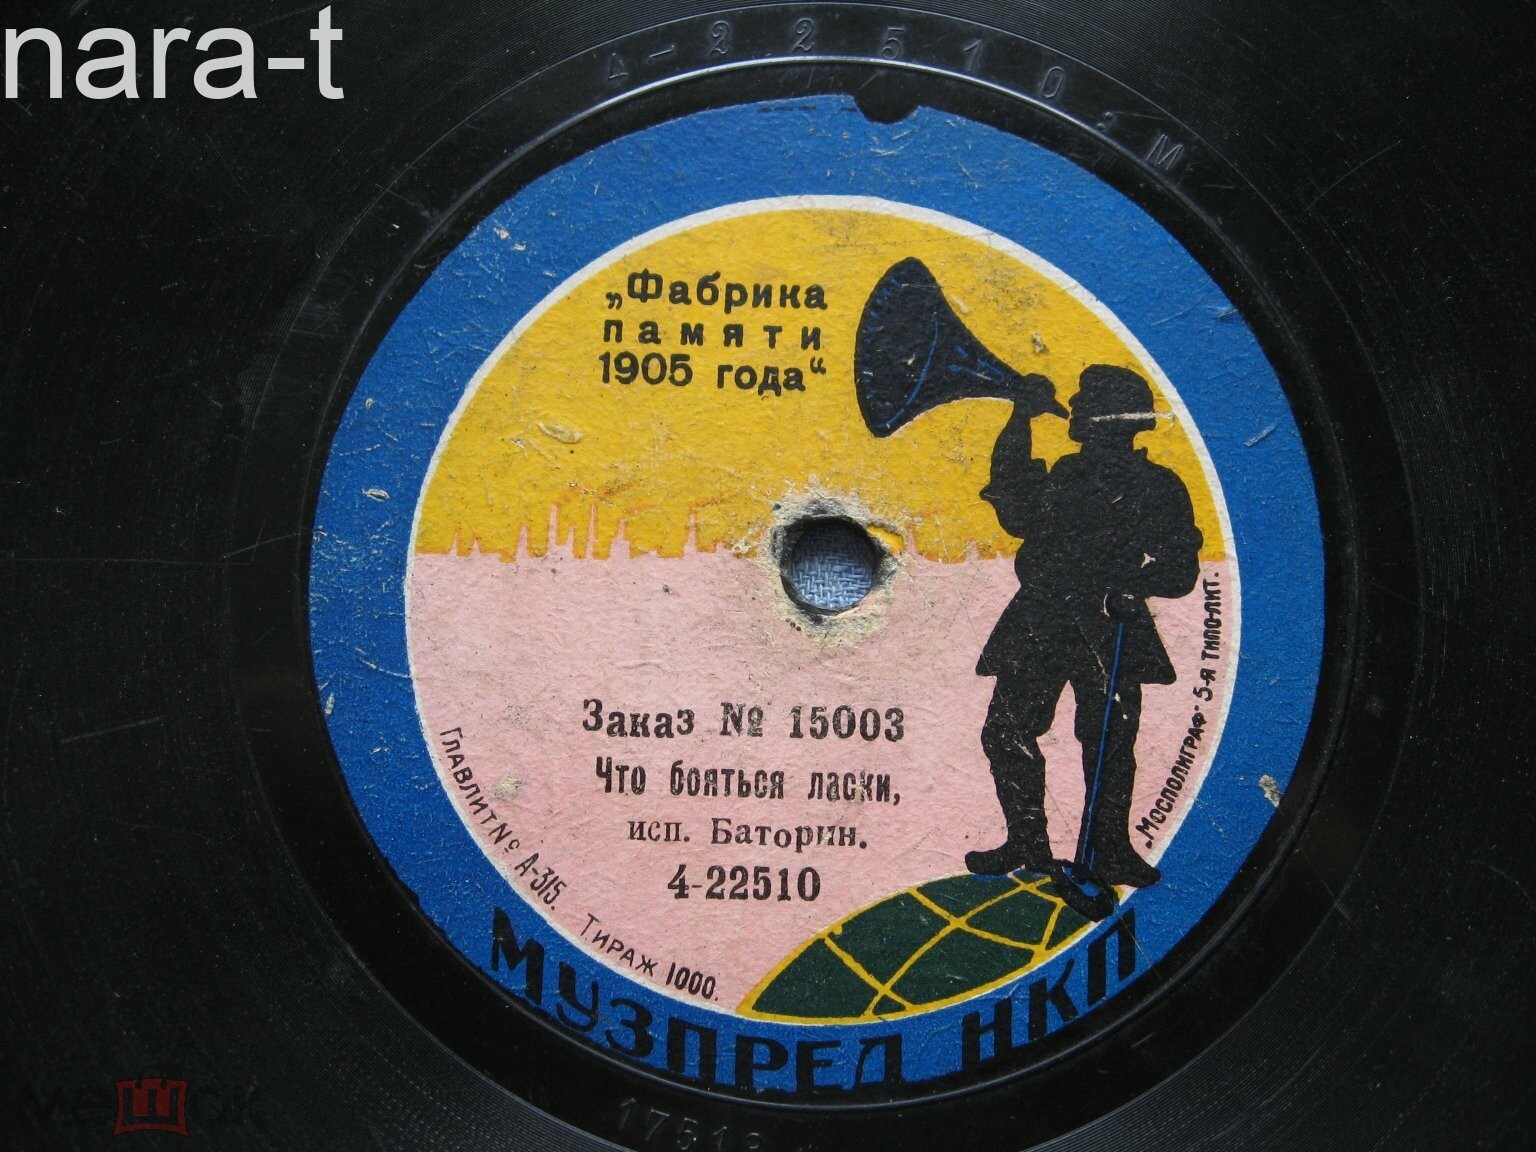 nara-t
4-22510 · М
„Фабрика
памяти
1905 года“
Заказ № 15003
Что бояться ласки,
исп. Баторин.
4-22510
Главлит № А-315. Тираж 1000.
„Мосполиграф“ 5-я типо-лит.
МУЗПРЕД НКП
мешок